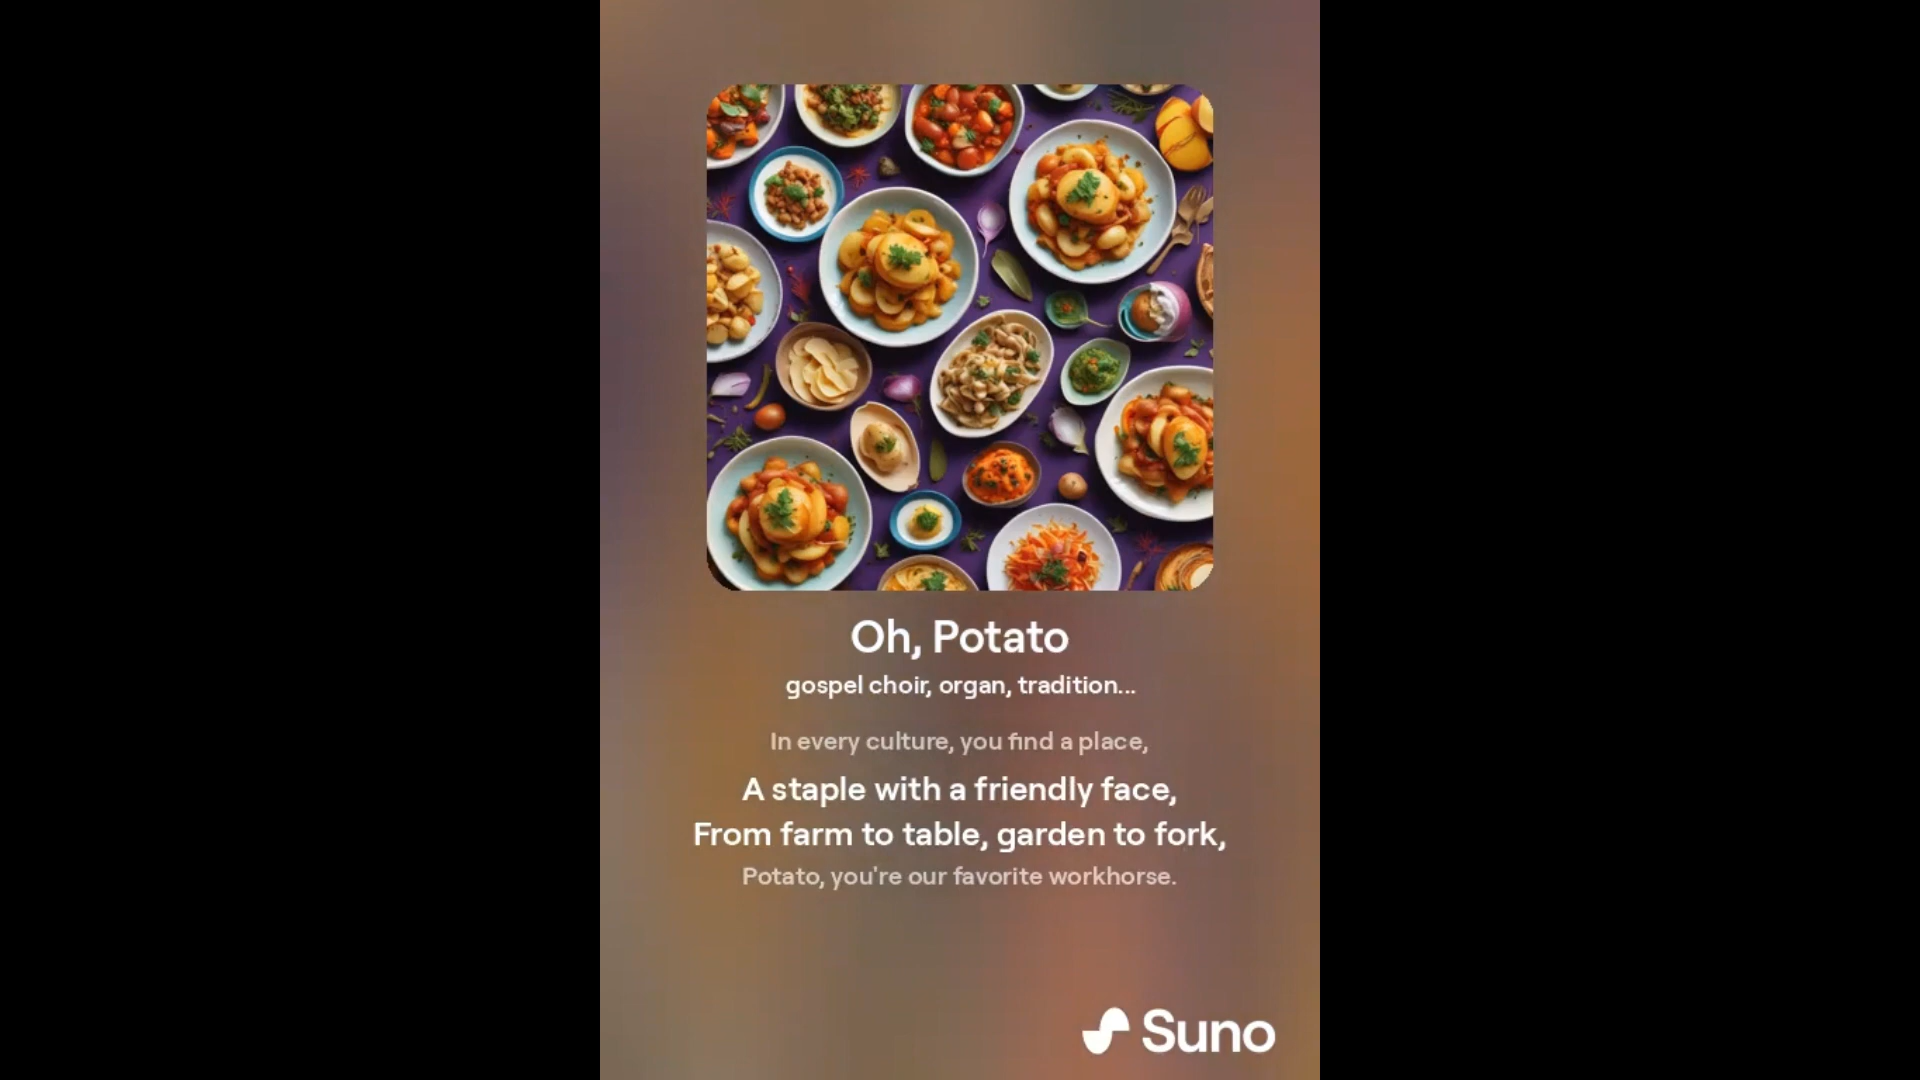 Oh, Potato
gospel choir, organ, tradition...
In every culture, you find a place,
A staple with a friendly face,
From farm to table, garden to fork,
Potato, you're our favorite workhorse.
Suno